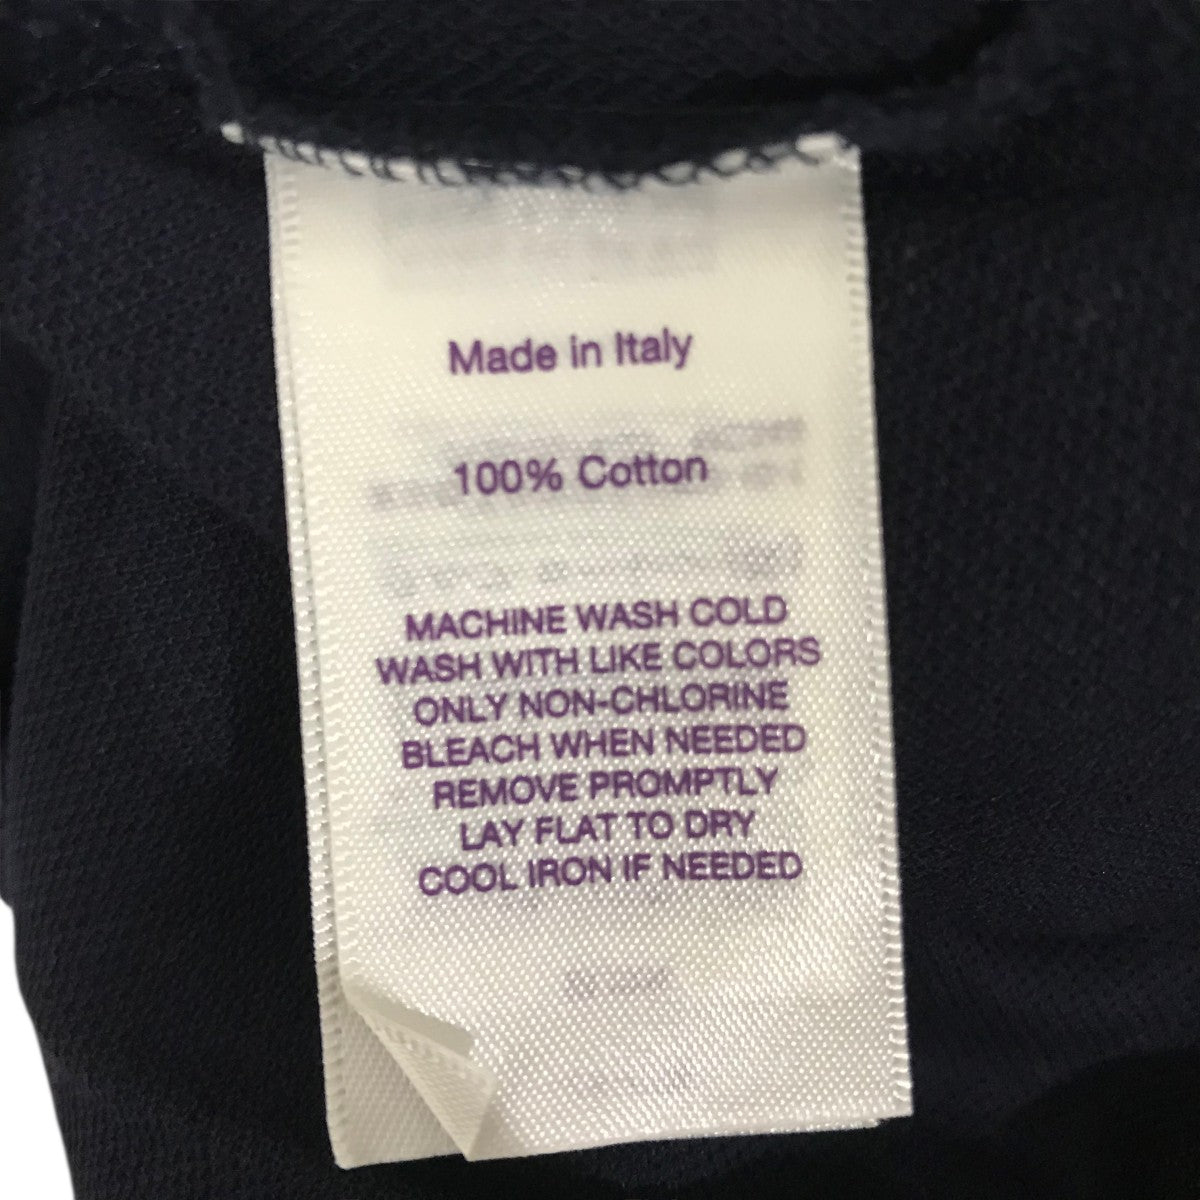 Made in Italy
100% Cotton
MACHINE WASH COLD
WASH WITH LIKE COLORS
ONLY NON-CHLORINE
BLEACH WHEN NEEDED
REMOVE PROMPTLY
LAY FLAT TO DRY
COOL IRON IF NEEDED